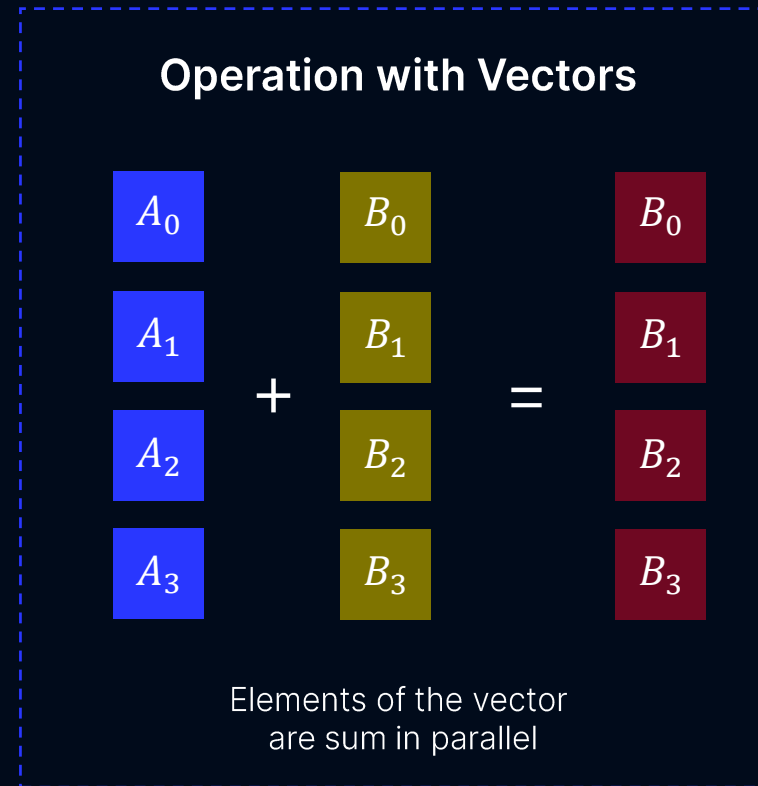 Operation with Vectors
A₀ B₀ B₀
A₁ B₁ B₁
+ =
A₂ B₂ B₂
A₃ B₃ B₃
Elements of the vector
are sum in parallel